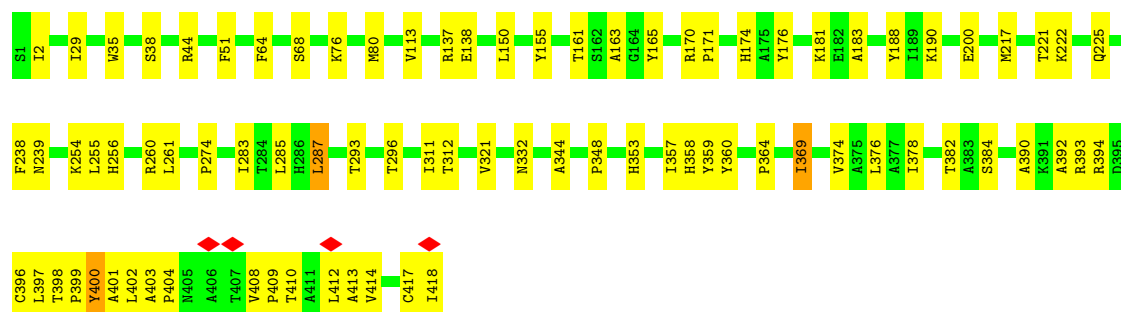 S1 I2 I29 W35 S38 R44 F51 F64 S68 K76 M80 V113 R137 E138 L150 Y155 T161 S162 A163 G164 Y165 R170 P171 H174 A175 Y176 K181 E182 A183 Y188 I189 K190 E200 M217 T221 K222 Q225
F238 N239 K254 L255 H256 R260 L261 P274 I283 T284 L285 H286 L287 T293 T296 I311 T312 V321 N332 A344 P348 H353 I357 H358 Y359 Y360 P364 I369 V374 A375 L376 A377 I378 T382 A383 S384 A390 K391 A392 R393 R394 D395
C396 L397 T398 P399 Y400 A401 L402 A403 P404 N405 A406 T407 V408 P409 T410 A411 L412 A413 V414 C417 I418